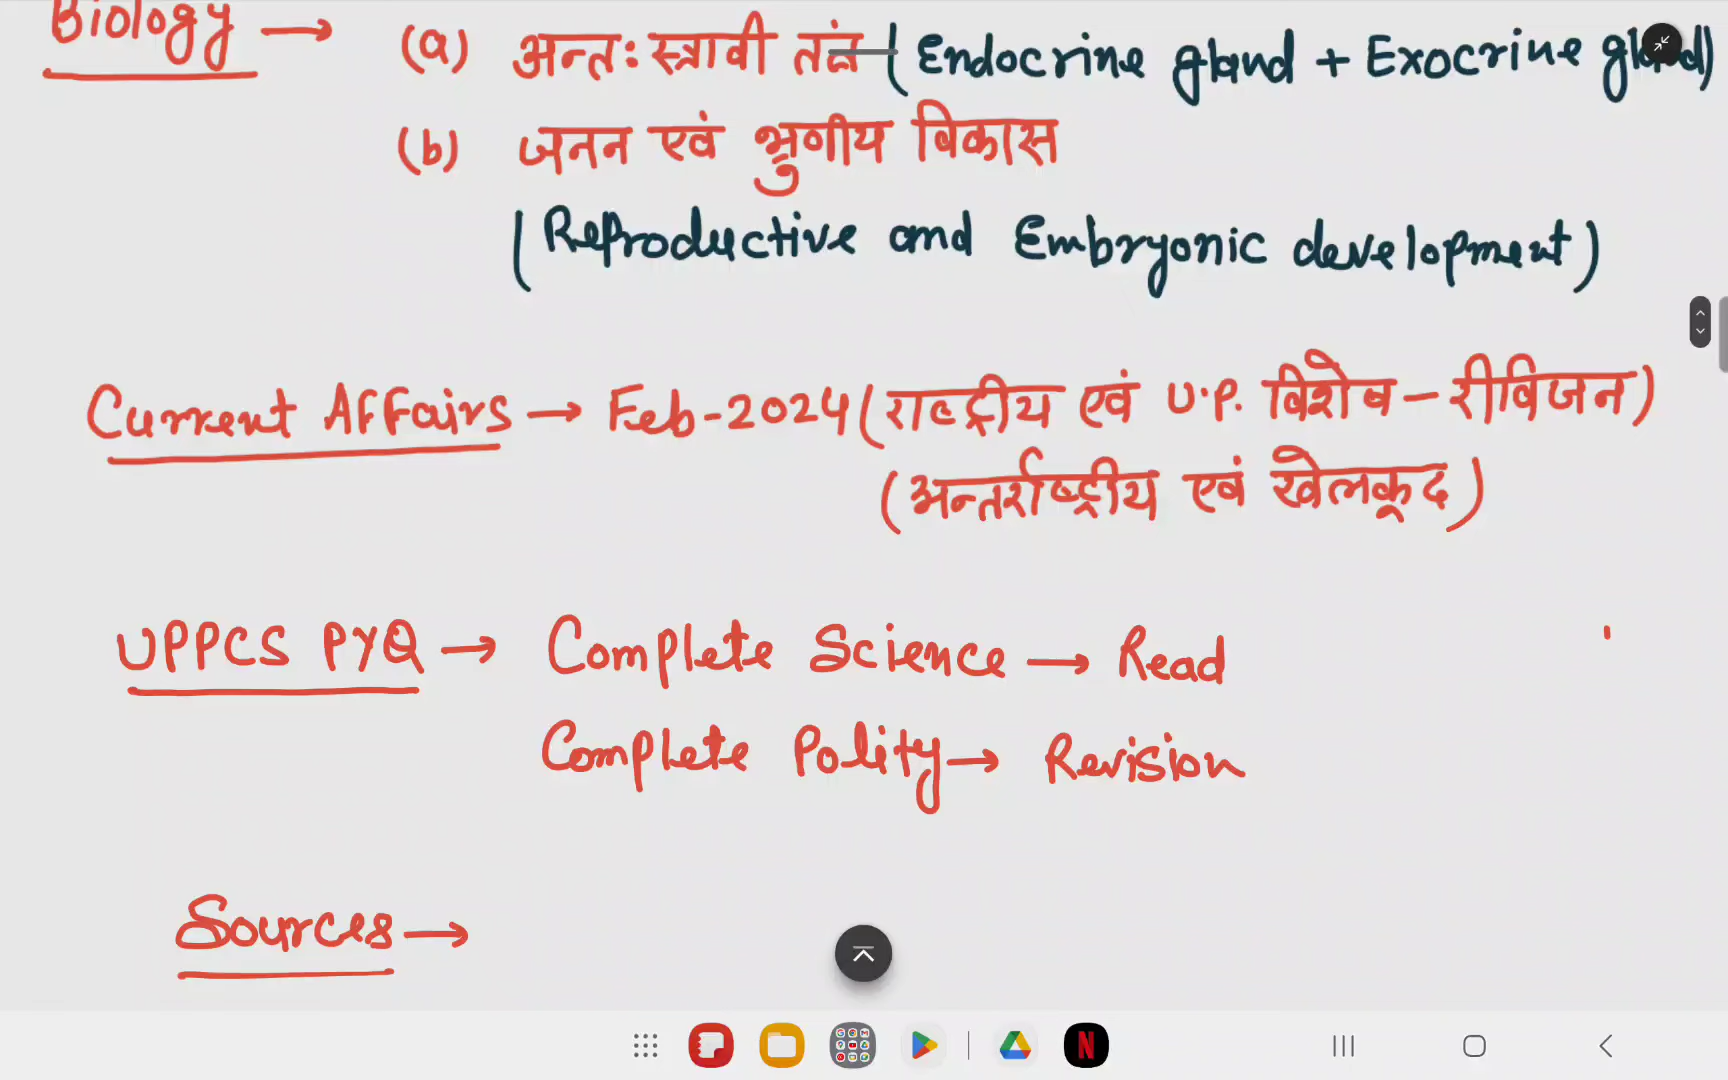 Biology → (a) अन्तः स्त्रावी तंत्र (Endocrine gland + Exocrine gland)
(b) जनन एवं भ्रुणीय विकास
(Reproductive and Embryonic development)
Current Affairs → Feb-2024 (राष्ट्रीय एवं U.P. विशेष - रीविजन)
(अन्तर्राष्ट्रीय एवं खेलकूद)
UPPCS PYQ → Complete Science → Read
Complete Polity → Revision
Sources →